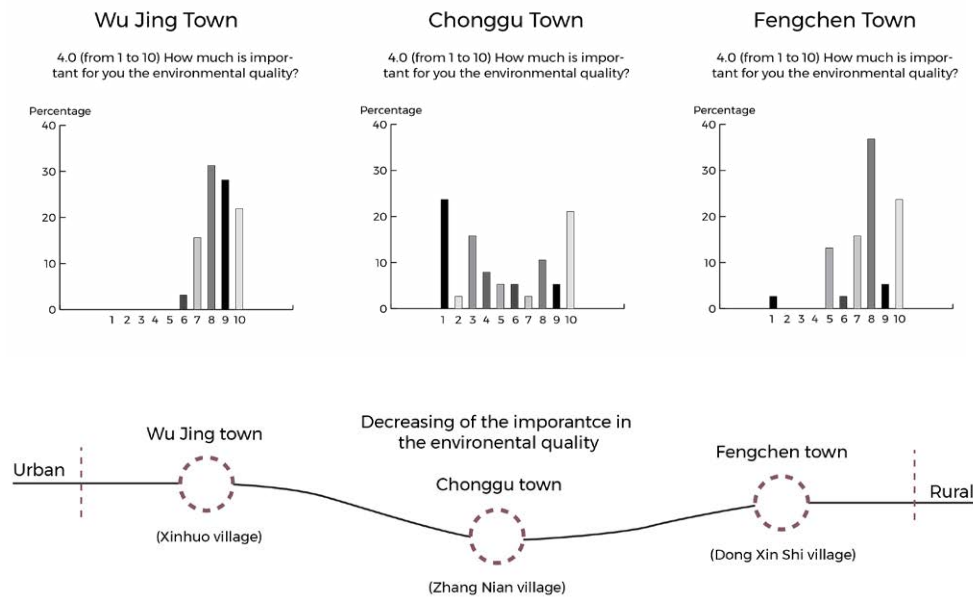 Wu Jing Town
4.0 (from 1 to 10) How much is impor-
tant for you the environmental quality?
Percentage
40
30
20
10
0
1 2 3 4 5 6 7 8 9 10
Chonggu Town
4.0 (from 1 to 10) How much is impor-
tant for you the environmental quality?
Percentage
40
30
20
10
0
1 2 3 4 5 6 7 8 9 10
Fengchen Town
4.0 (from 1 to 10) How much is impor-
tant for you the environmental quality?
Percentage
40
30
20
10
0
1 2 3 4 5 6 7 8 9 10
Decreasing of the imporantce in
the environental quality
Urban
Wu Jing town
(Xinhuo village)
Chonggu town
(Zhang Nian village)
Fengchen town
(Dong Xin Shi village)
Rural